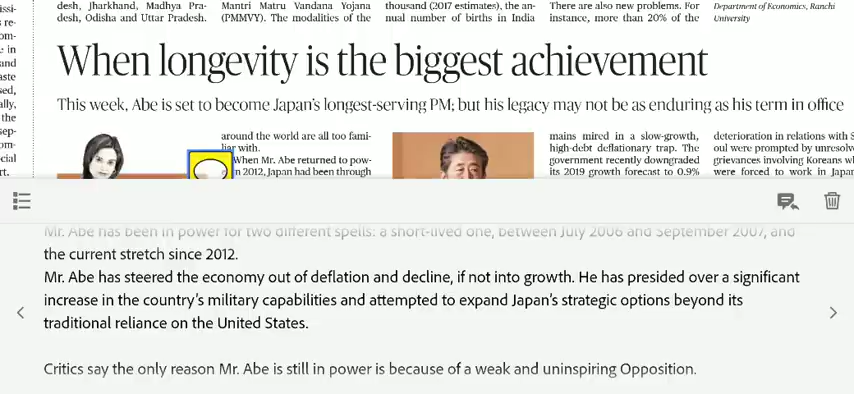 desh, Jharkhand, Madhya Pra-
desh, Odisha and Uttar Pradesh.
Mantri Matru Vandana Yojana
(PMMVY). The modalities of the
thousand (2017 estimates), the an-
nual number of births in India
There are also new problems. For
instance, more than 20% of the
Department of Economics, Ranchi
University
When longevity is the biggest achievement
This week, Abe is set to become Japan's longest-serving PM; but his legacy may not be as enduring as his term in office
around the world are all too fami-
liar with.
When Mr. Abe returned to pow-
in 2012, Japan had been through
mains mired in a slow-growth,
high-debt deflationary trap. The
government recently downgraded
its 2019 growth forecast to 0.9%
deterioration in relations with S
oul were prompted by unresolv
grievances involving Koreans w
were forced to work in Japan
Mr. Abe has been in power for two different spells: a short-lived one, between July 2006 and September 2007, and
the current stretch since 2012.
Mr. Abe has steered the economy out of deflation and decline, if not into growth. He has presided over a significant
increase in the country's military capabilities and attempted to expand Japan's strategic options beyond its
traditional reliance on the United States.
Critics say the only reason Mr. Abe is still in power is because of a weak and uninspiring Opposition.